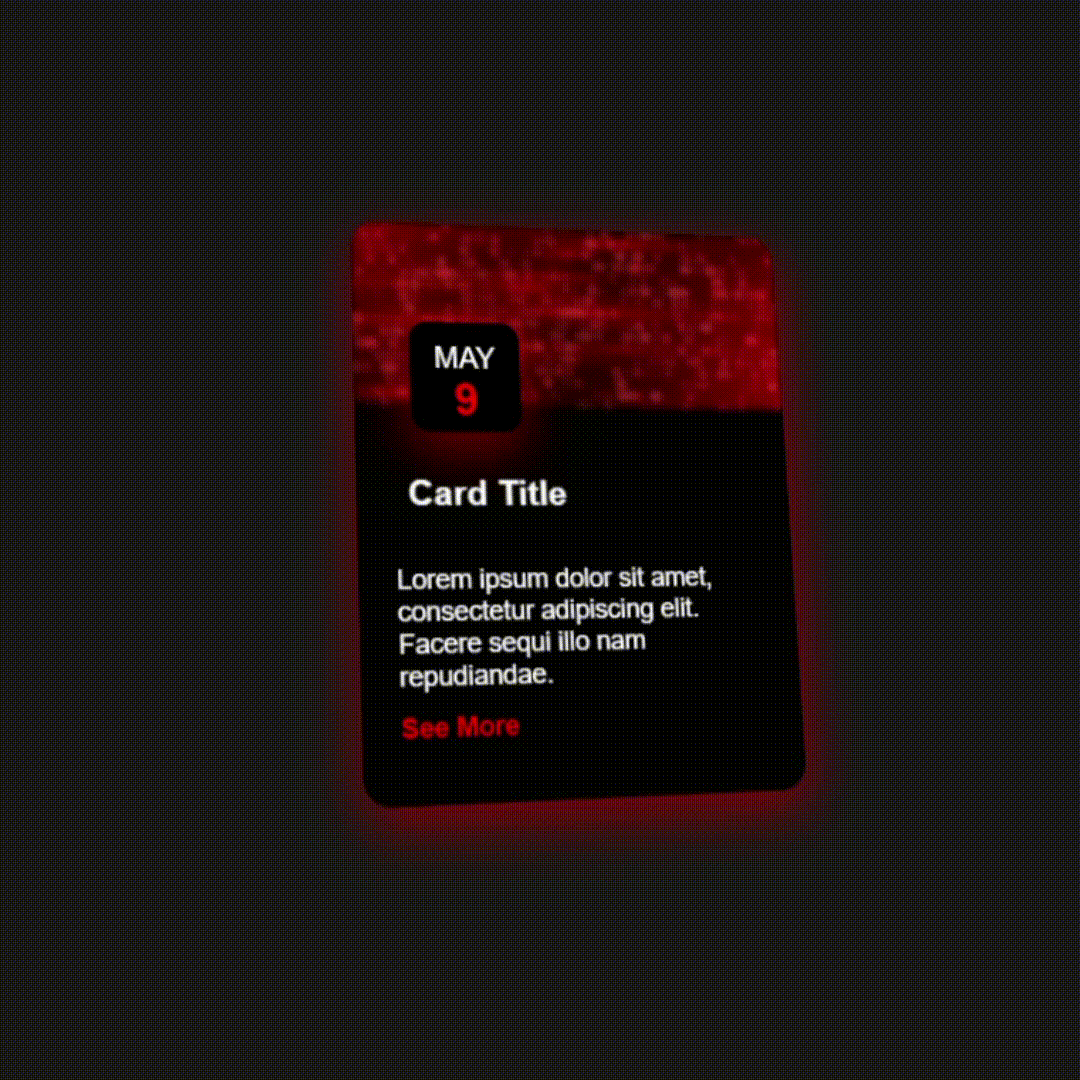 MAY
9
Card Title
Lorem ipsum dolor sit amet,
consectetur adipiscing elit.
Facere sequi illo nam
repudiandae.
See More